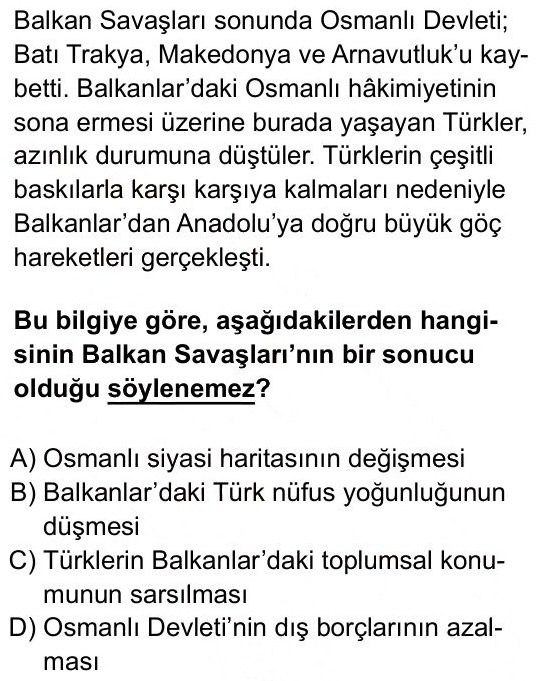 Balkan Savaşları sonunda Osmanlı Devleti;
Batı Trakya, Makedonya ve Arnavutluk’u kay-
betti. Balkanlar’daki Osmanlı hâkimiyetinin
sona ermesi üzerine burada yaşayan Türkler,
azınlık durumuna düştüler. Türklerin çeşitli
baskılarla karşı karşıya kalmaları nedeniyle
Balkanlar’dan Anadolu’ya doğru büyük göç
hareketleri gerçekleşti.
Bu bilgiye göre, aşağıdakilerden hangi-
sinin Balkan Savaşları’nın bir sonucu
olduğu söylenemez?
A) Osmanlı siyasi haritasının değişmesi
B) Balkanlar’daki Türk nüfus yoğunluğunun
düşmesi
C) Türklerin Balkanlar’daki toplumsal konu-
munun sarsılması
D) Osmanlı Devleti’nin dış borçlarının azal-
ması